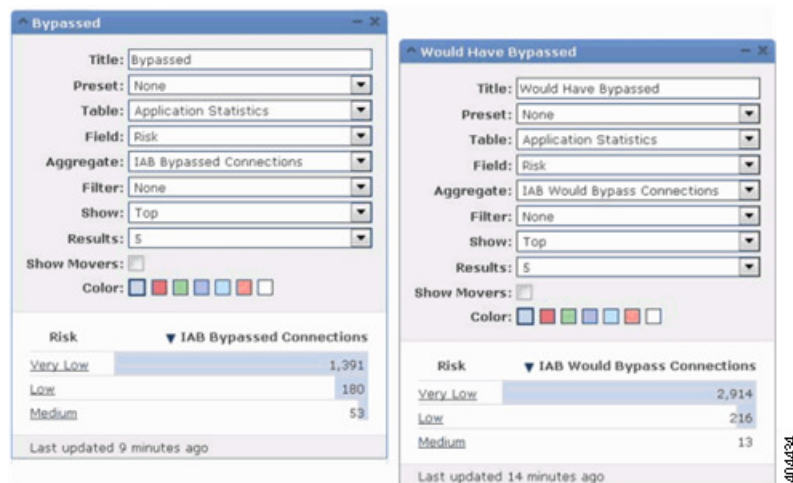 Bypassed
Title: Bypassed
Preset: None
Table: Application Statistics
Field: Risk
Aggregate: IAB Bypassed Connections
Filter: None
Show: Top
Results: 5
Show Movers:
Color:
Risk IAB Bypassed Connections
Very Low 1,391
Low 180
Medium 53
Last updated 9 minutes ago
Would Have Bypassed
Title: Would Have Bypassed
Preset: None
Table: Application Statistics
Field: Risk
Aggregate: IAB Would Bypass Connections
Filter: None
Show: Top
Results: 5
Show Movers:
Color:
Risk IAB Would Bypass Connections
Very Low 2,914
Low 216
Medium 13
Last updated 14 minutes ago
404434